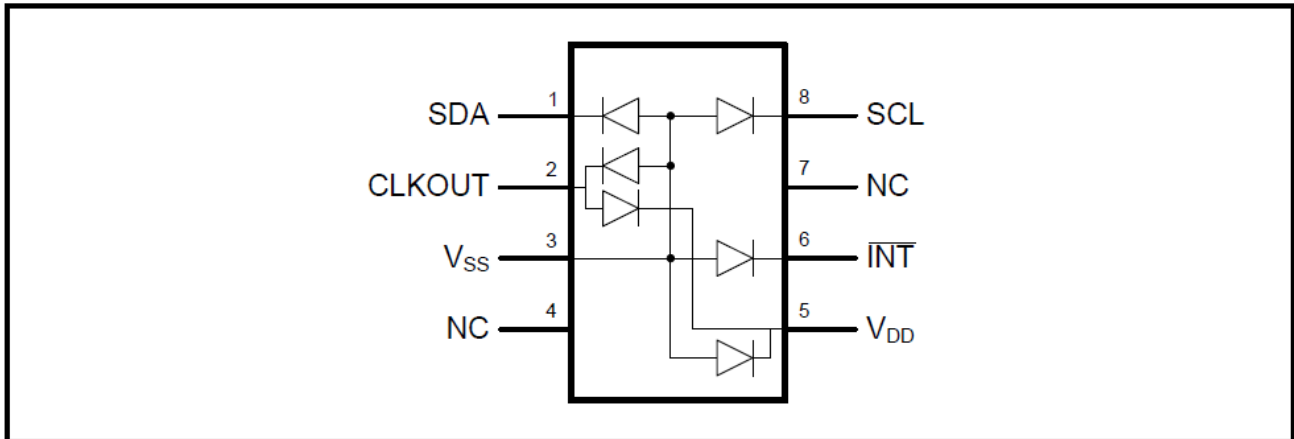 SDA 1 8 SCL
CLKOUT 2 7 NC
VSS 3 6 INT
NC 4 5 VDD